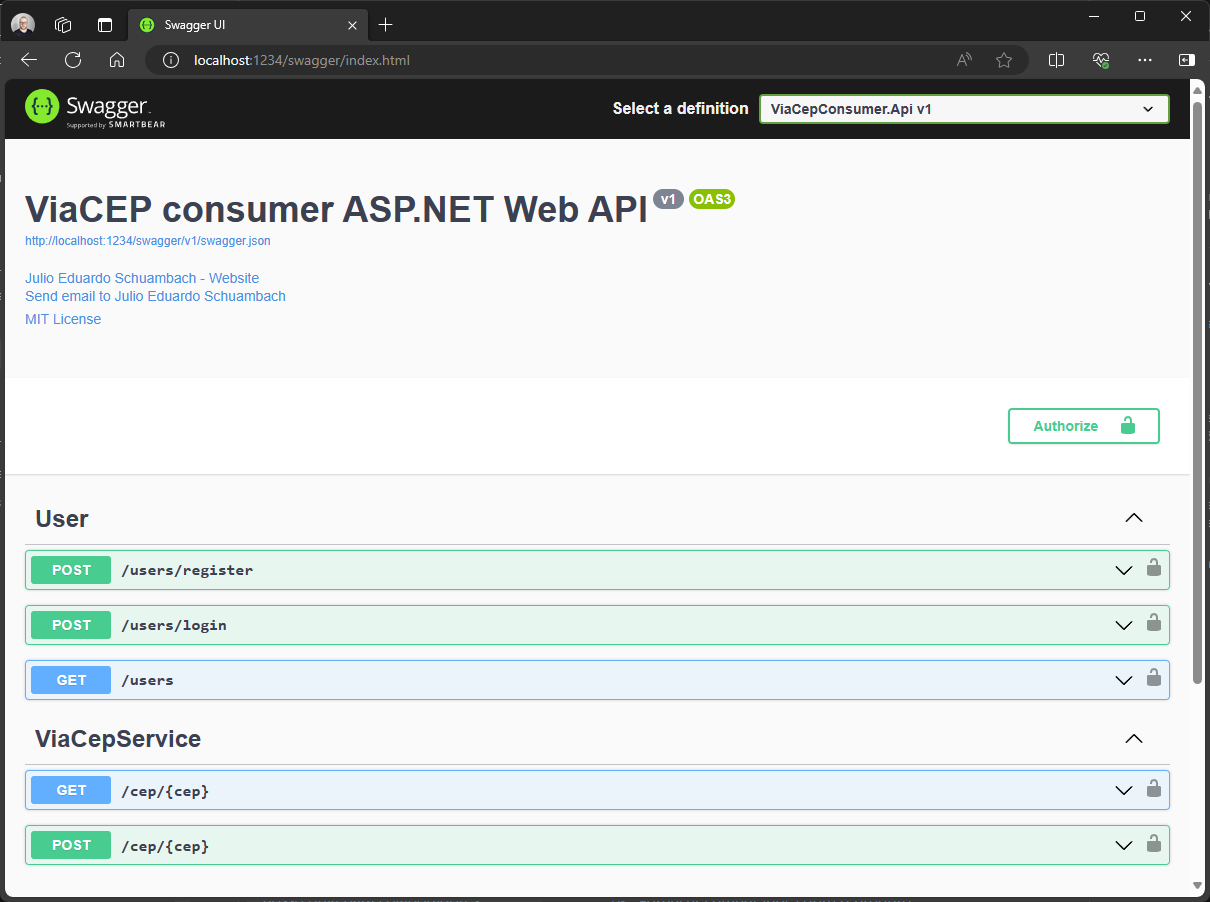 Swagger UI
localhost:1234/swagger/index.html
Swagger
Supported by SMARTBEAR
Select a definition
ViaCepConsumer.Api v1
ViaCEP consumer ASP.NET Web API v1 OAS3
http://localhost:1234/swagger/v1/swagger.json
Julio Eduardo Schuambach - Website
Send email to Julio Eduardo Schuambach
MIT License
Authorize
User
POST /users/register
POST /users/login
GET /users
ViaCepService
GET /cep/{cep}
POST /cep/{cep}